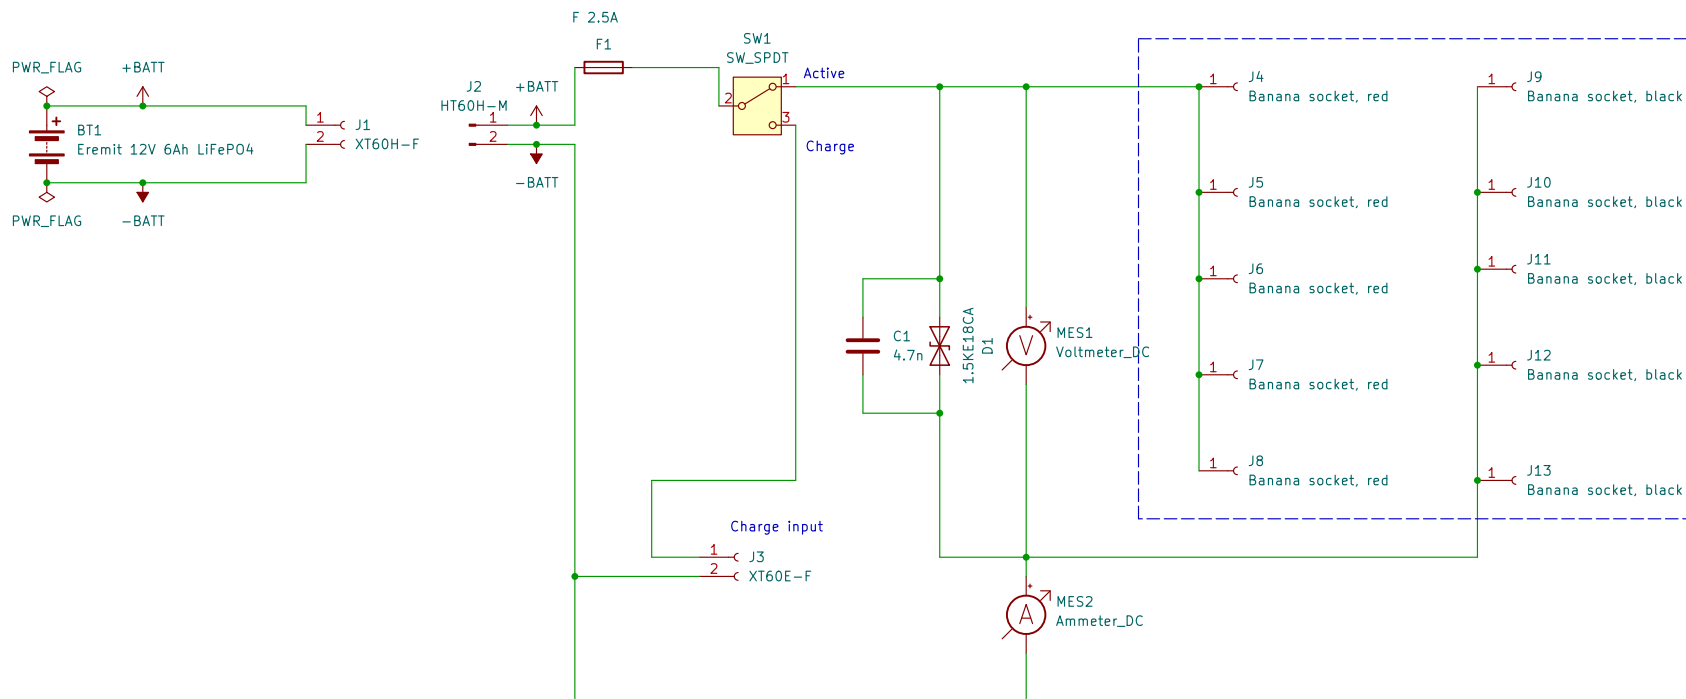 F 2.5A
F1
SW1
SW_SPDT
PWR_FLAG
+BATT
J2
HT60H-M
+BATT
1
2
-BATT
+
BT1
Eremit 12V 6Ah LiFePO4
1
2
J1
XT60H-F
PWR_FLAG
-BATT
2
1
3
Active
Charge
C1
4.7n
1.5KE18CA
D1
+
V
MES1
Voltmeter_DC
Charge input
1
2
J3
XT60E-F
+
A
MES2
Ammeter_DC
1
J4
Banana socket, red
1
J5
Banana socket, red
1
J6
Banana socket, red
1
J7
Banana socket, red
1
J8
Banana socket, red
1
J9
Banana socket, black
1
J10
Banana socket, black
1
J11
Banana socket, black
1
J12
Banana socket, black
1
J13
Banana socket, black